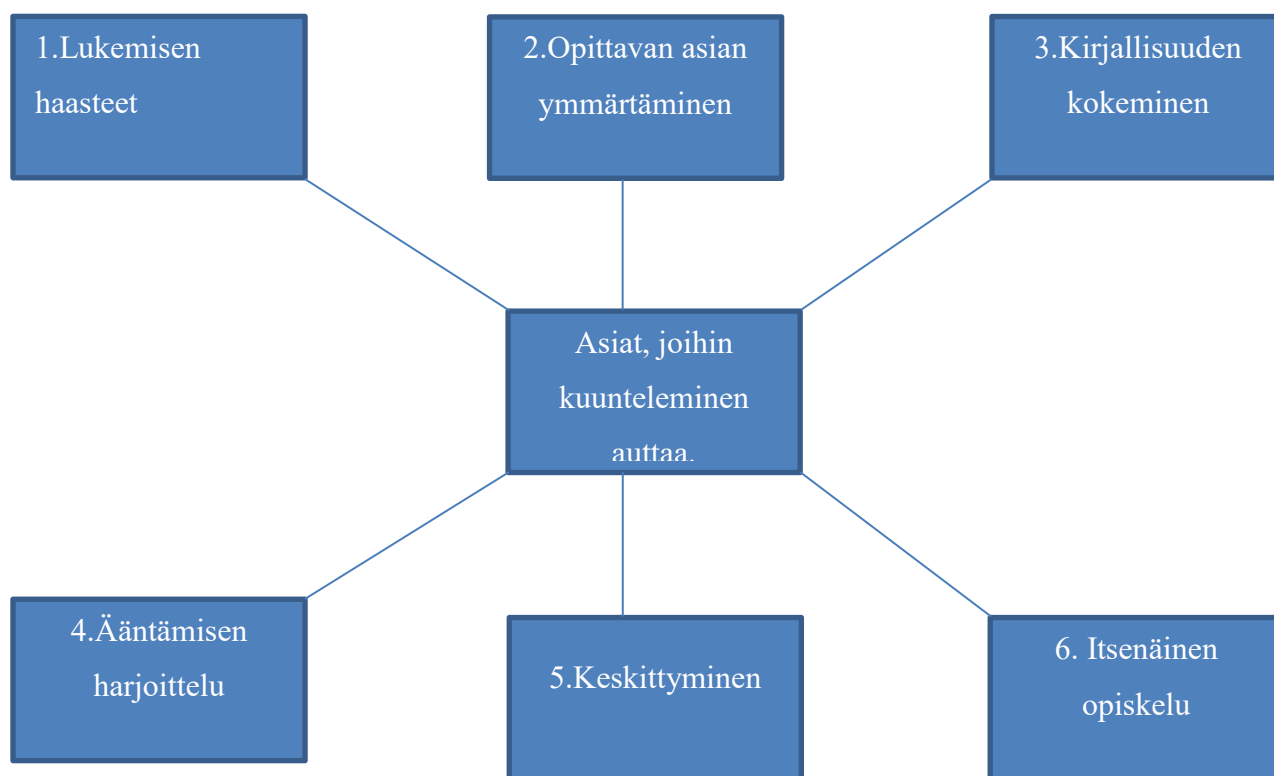 1.Lukemisen
haasteet
2.Opittavan asian
ymmärtäminen
3.Kirjallisuuden
kokeminen
Asiat, joihin
kuunteleminen
auttaa.
4.Ääntämisen
harjoittelu
5.Keskittyminen
6. Itsenäinen
opiskelu